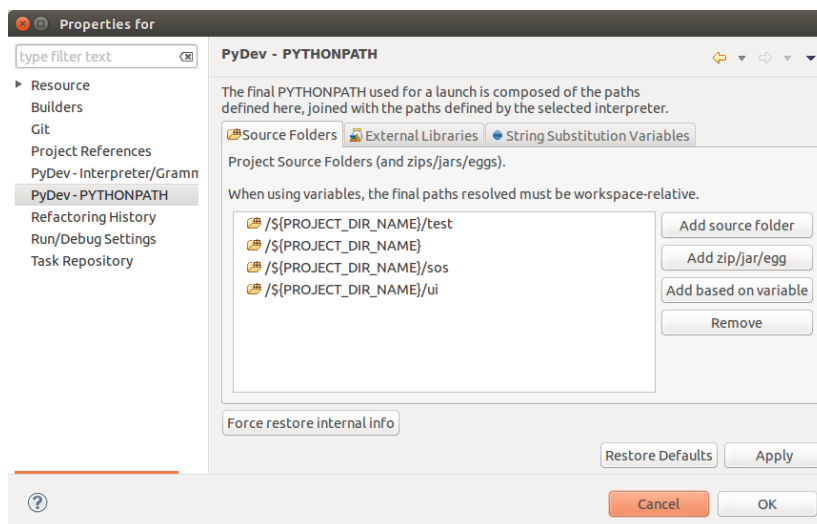 Properties for
type filter text
Resource
Builders
Git
Project References
PyDev - Interpreter/Gramm
PyDev - PYTHONPATH
Refactoring History
Run/Debug Settings
Task Repository
PyDev - PYTHONPATH
The final PYTHONPATH used for a launch is composed of the paths
defined here, joined with the paths defined by the selected interpreter.
Source Folders External Libraries String Substitution Variables
Project Source Folders (and zips/jars/eggs).
When using variables, the final paths resolved must be workspace-relative.
/${PROJECT_DIR_NAME}/test
/${PROJECT_DIR_NAME}
/${PROJECT_DIR_NAME}/sos
/${PROJECT_DIR_NAME}/ui
Add source folder
Add zip/jar/egg
Add based on variable
Remove
Force restore internal info
Restore Defaults Apply
Cancel OK